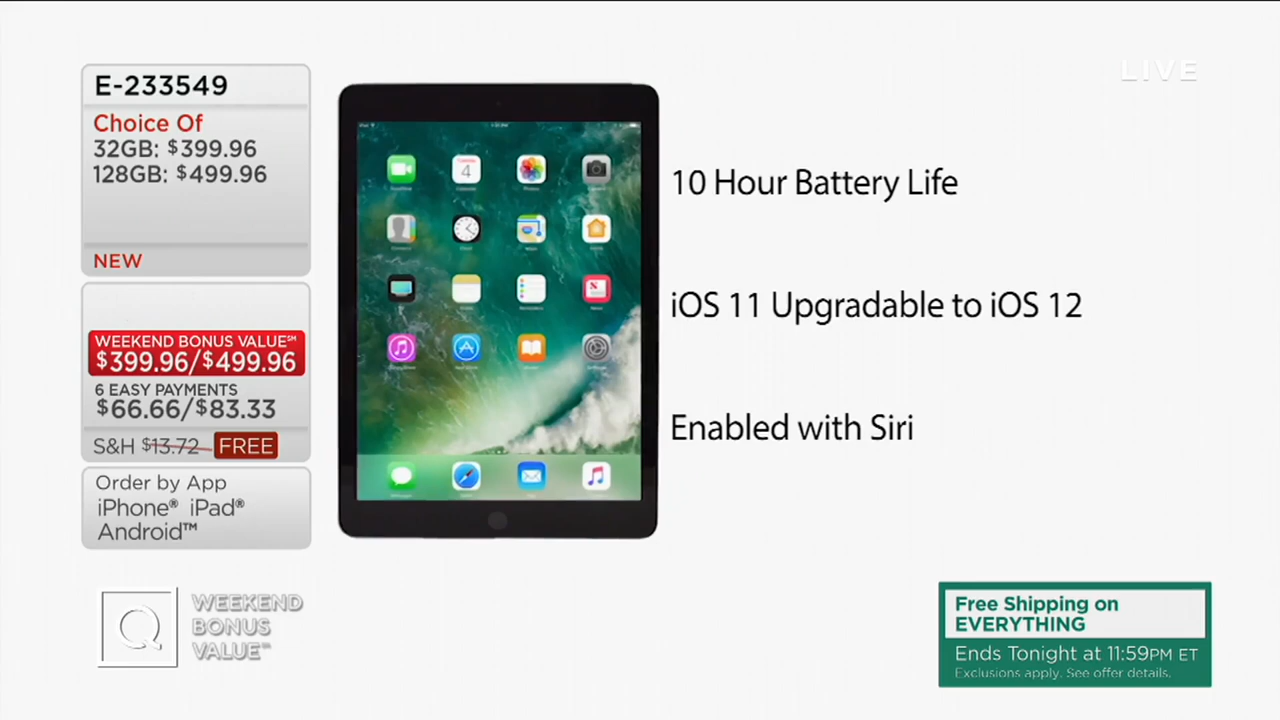 LIVE
E-233549
Choice Of
32GB: $399.96
128GB: $499.96
NEW
WEEKEND BONUS VALUE℠
$399.96/$499.96
6 EASY PAYMENTS
$66.66/$83.33
S&H $13.72 FREE
Order by App
iPhone® iPad®
Android™
10 Hour Battery Life
iOS 11 Upgradable to iOS 12
Enabled with Siri
4
Q
WEEKEND
BONUS
VALUE℠
Free Shipping on
EVERYTHING
Ends Tonight at 11:59PM ET
Exclusions apply. See offer details.